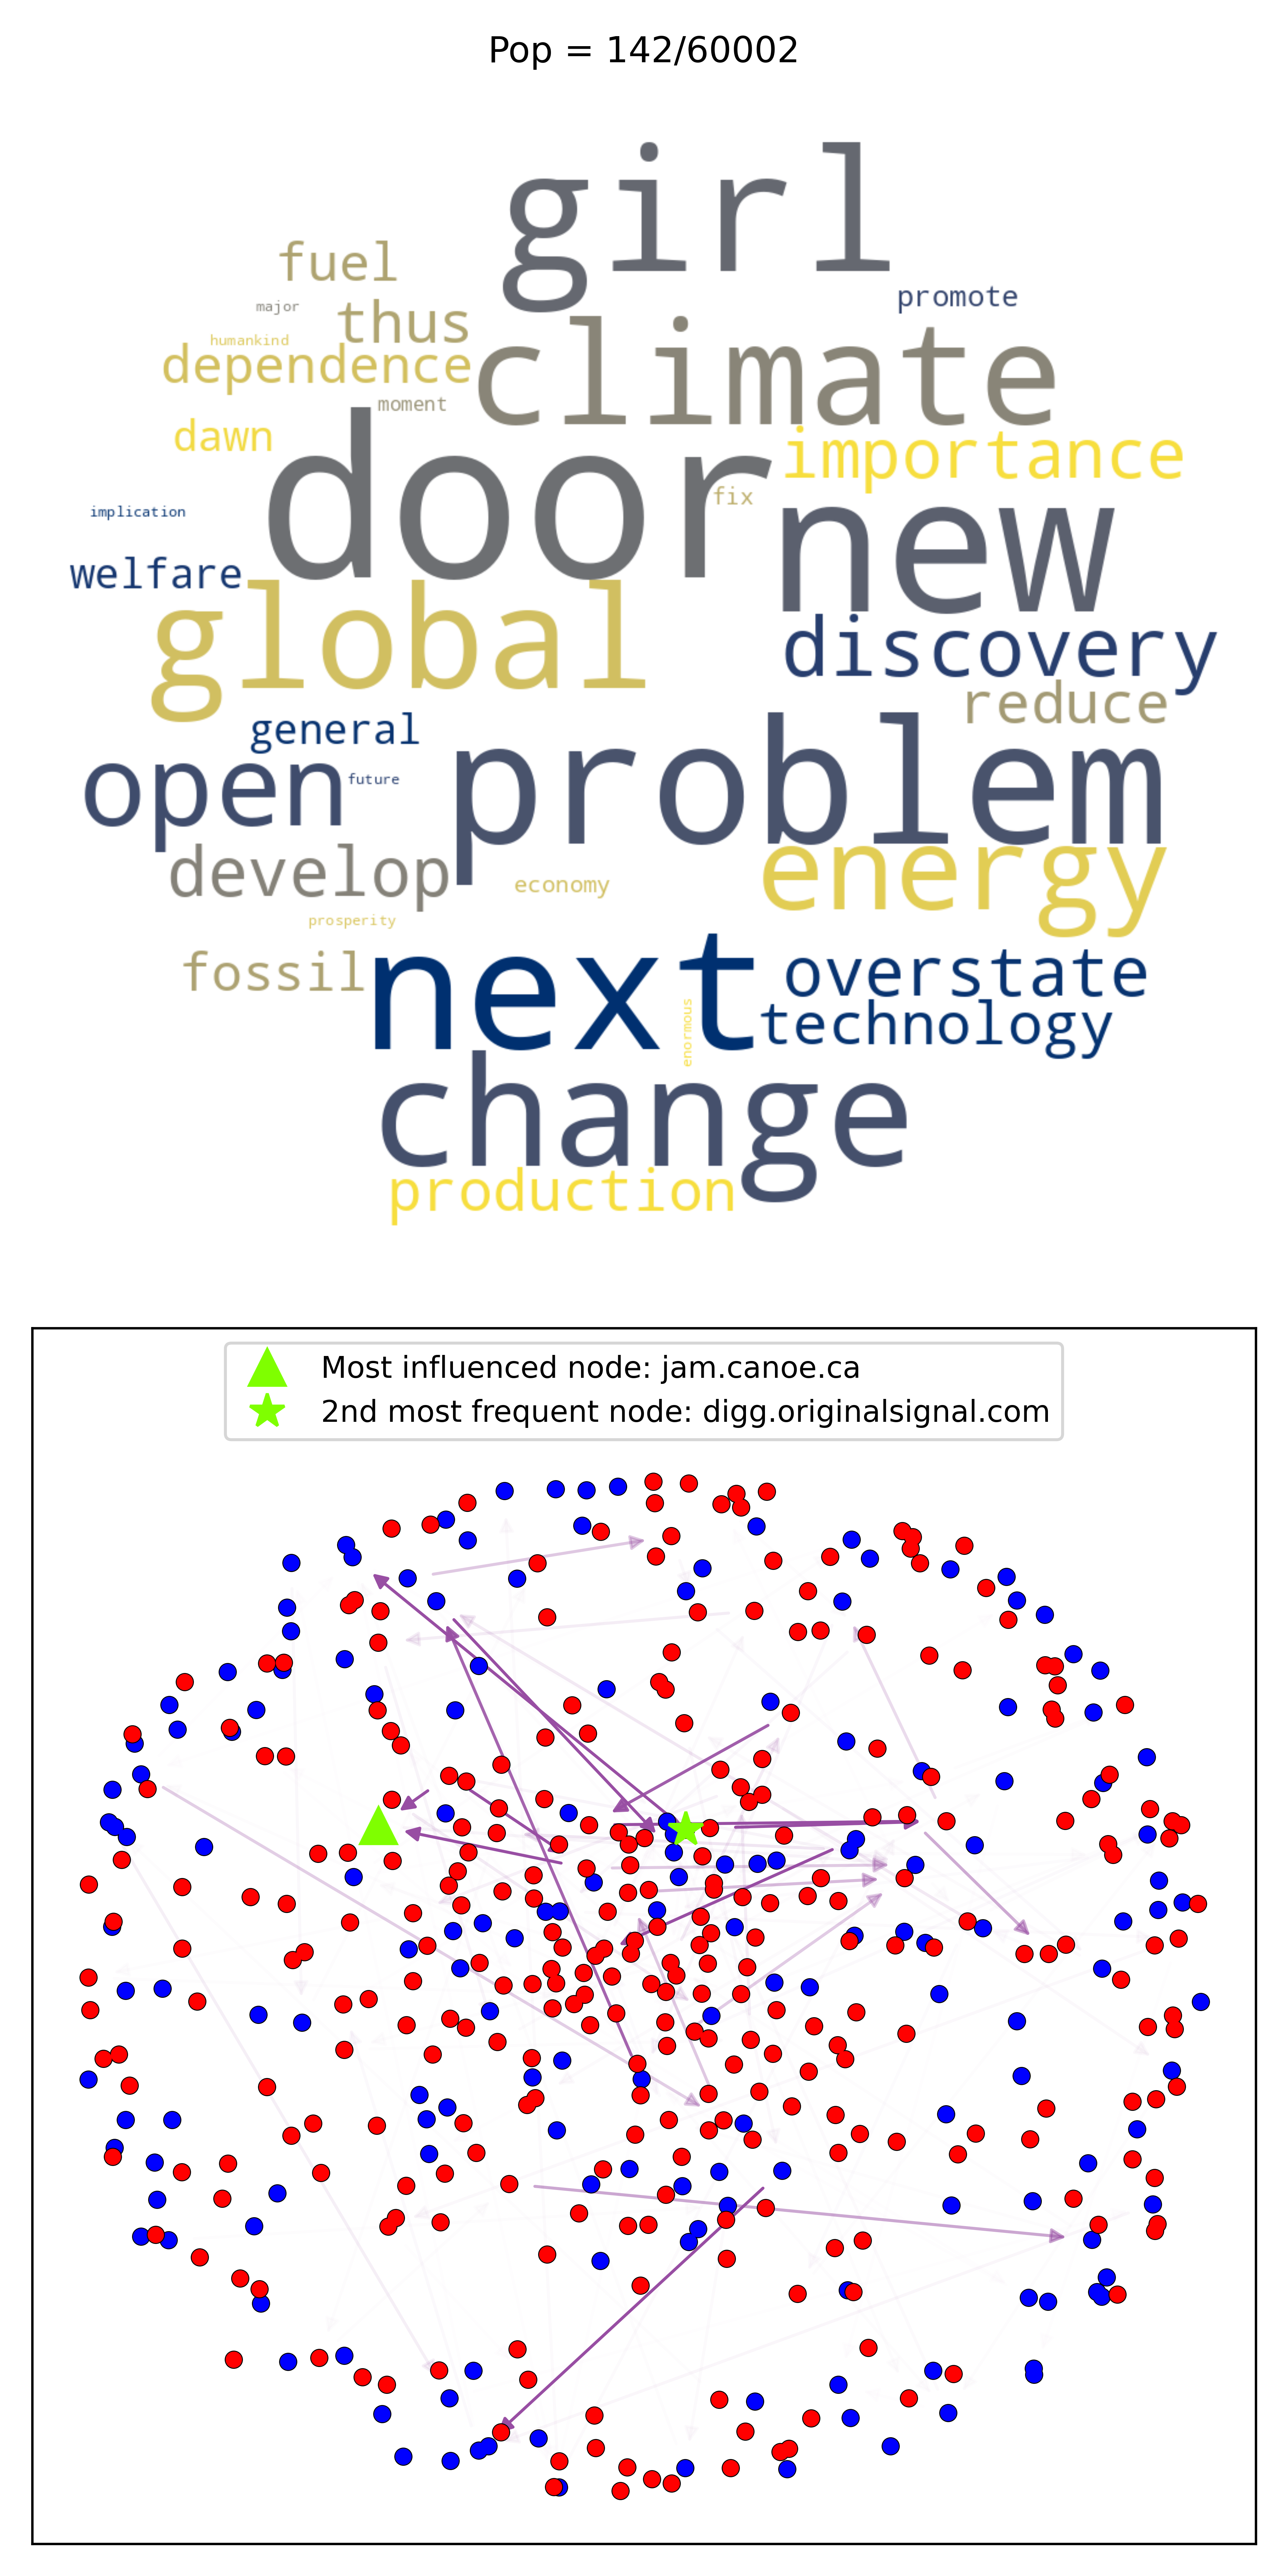 Pop = 142/60002
girl
fuel
promote
major
thus
climate
humankind
dependence
moment
dawn
door
importance
fix
new
implication
welfare
global
discovery
reduce
general
problem
open
future
develop
energy
economy
prosperity
next
fossil
overstate
enormous
technology
change
production
Most influenced node: jam.canoe.ca
2nd most frequent node: digg.originalsignal.com